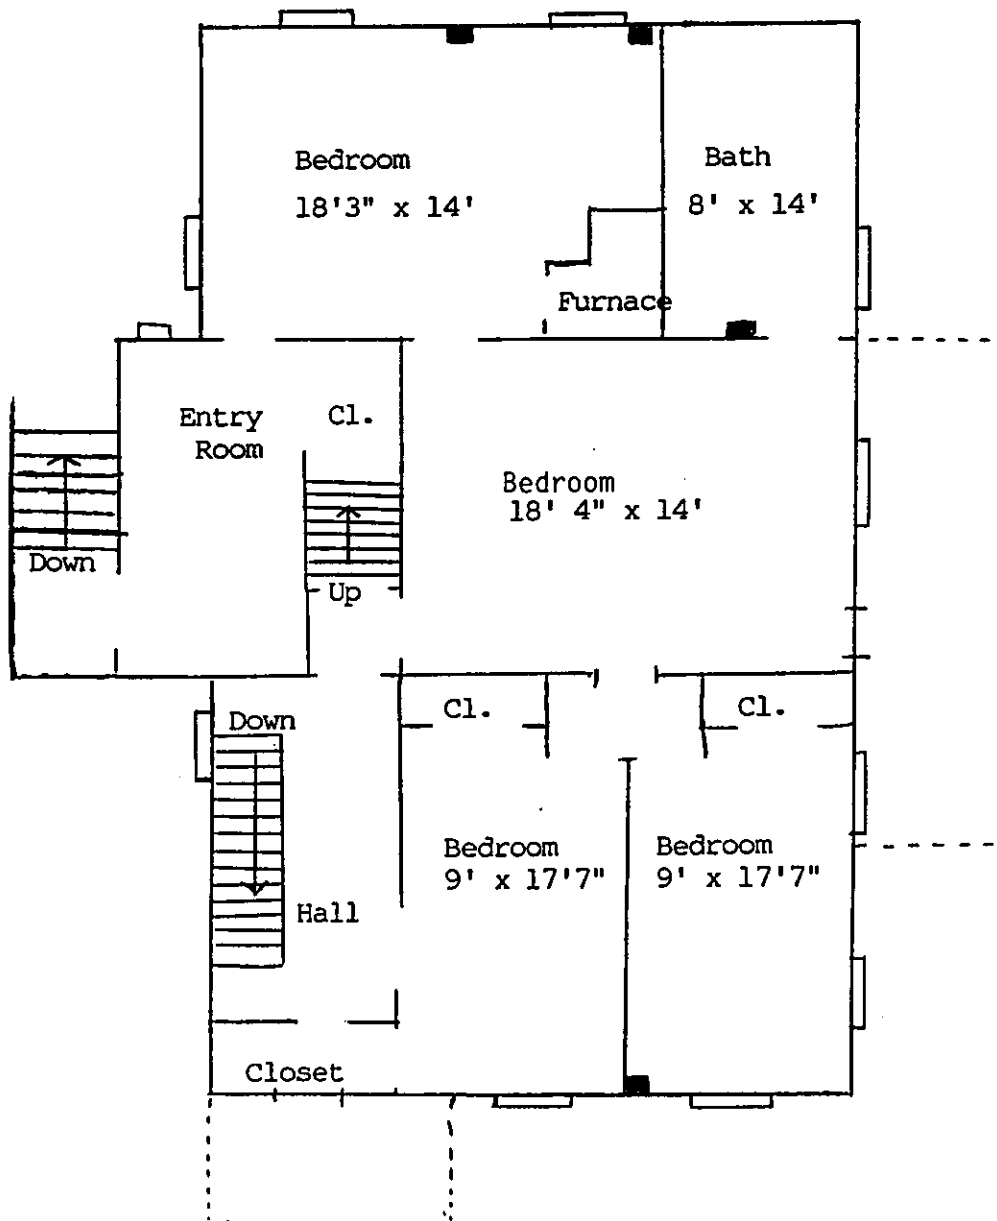 Bedroom
18'3" x 14'
Bath
8' x 14'
Furnace
Entry
Room
Cl.
Bedroom
18' 4" x 14'
Down
Up
Cl.
Cl.
Down
Bedroom
9' x 17'7"
Bedroom
9' x 17'7"
Hall
Closet